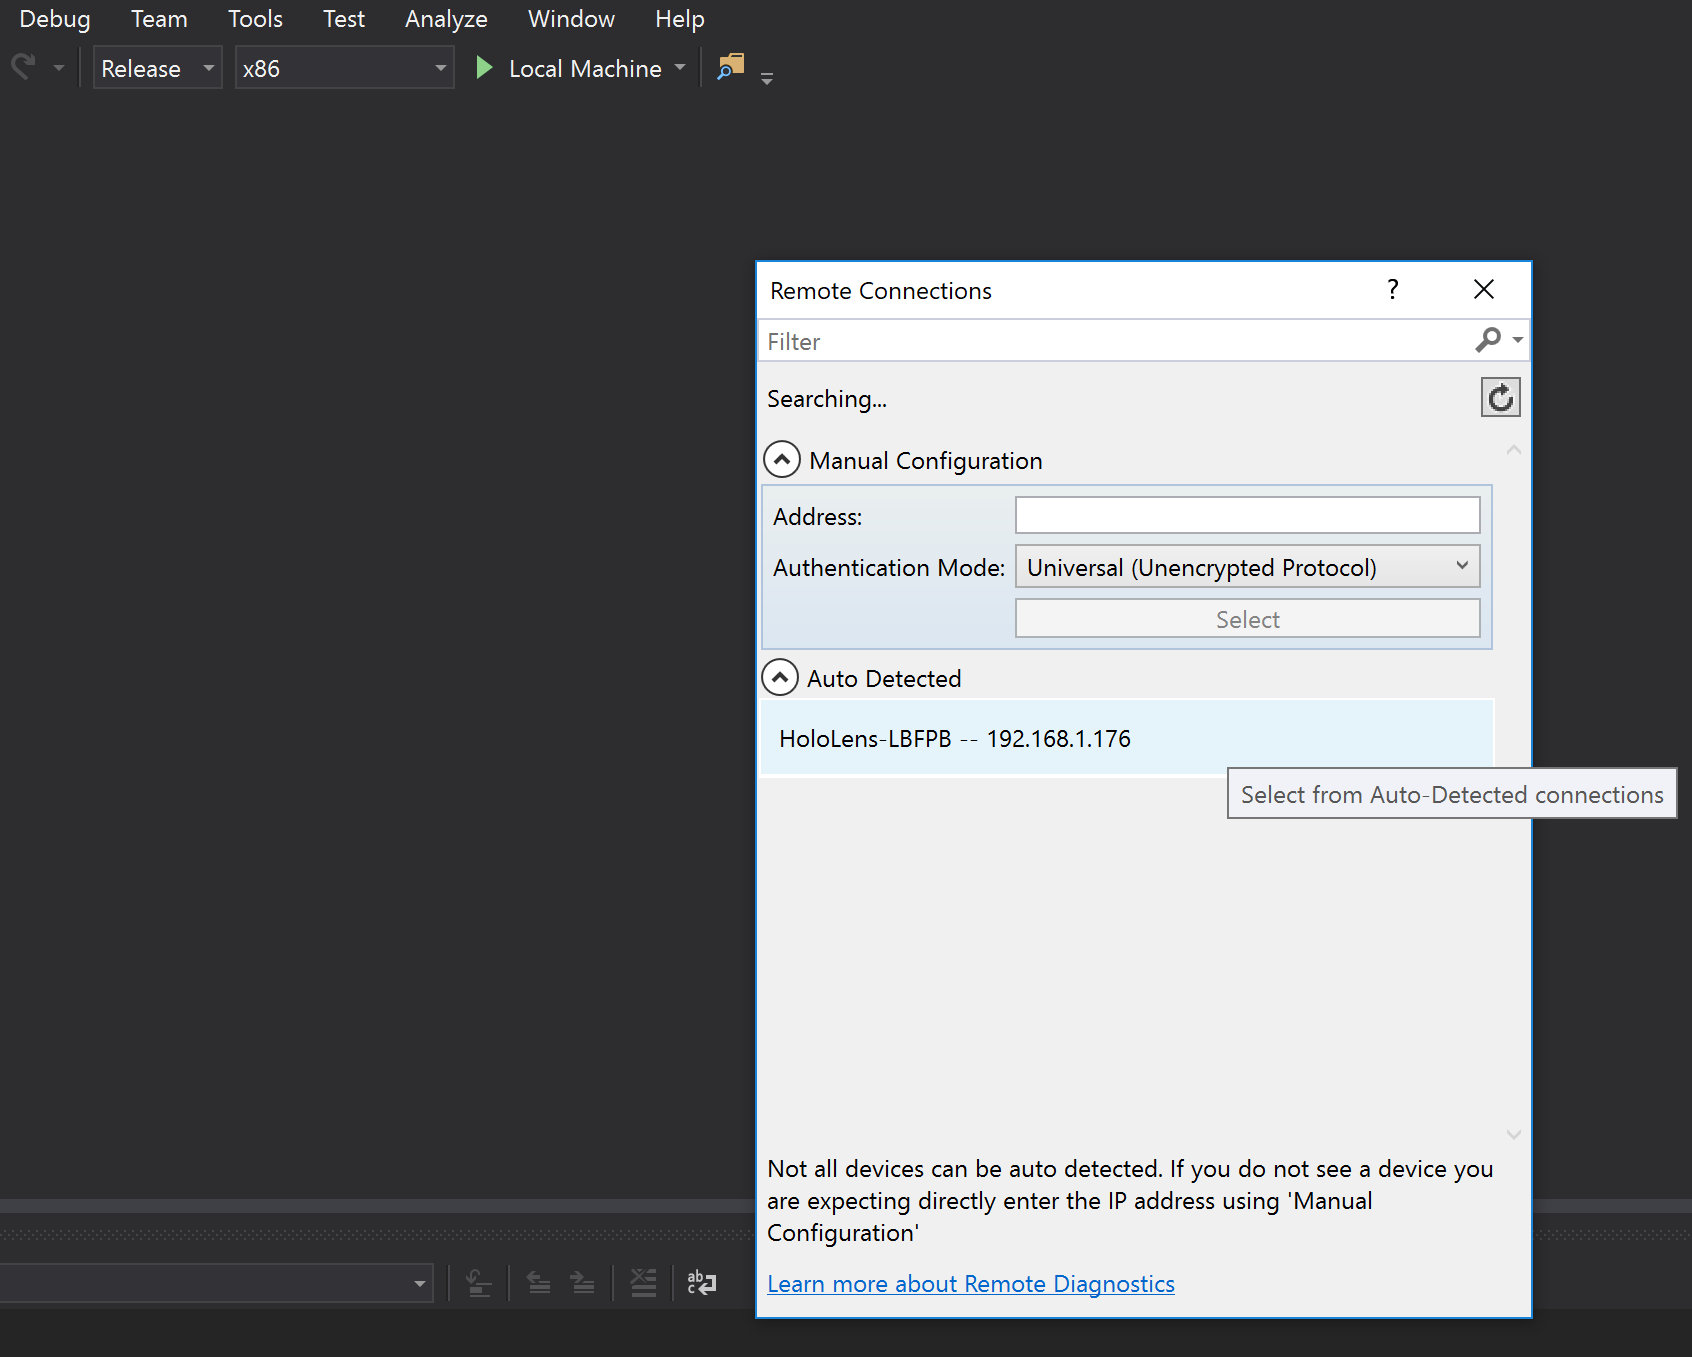 Debug Team Tools Test Analyze Window Help
Release x86 Local Machine
Remote Connections ?
Filter
Searching...
Manual Configuration
Address:
Authentication Mode: Universal (Unencrypted Protocol)
Select
Auto Detected
HoloLens-LBFPB -- 192.168.1.176
Select from Auto-Detected connections
Not all devices can be auto detected. If you do not see a device you
are expecting directly enter the IP address using 'Manual
Configuration'
Learn more about Remote Diagnostics
ab
c